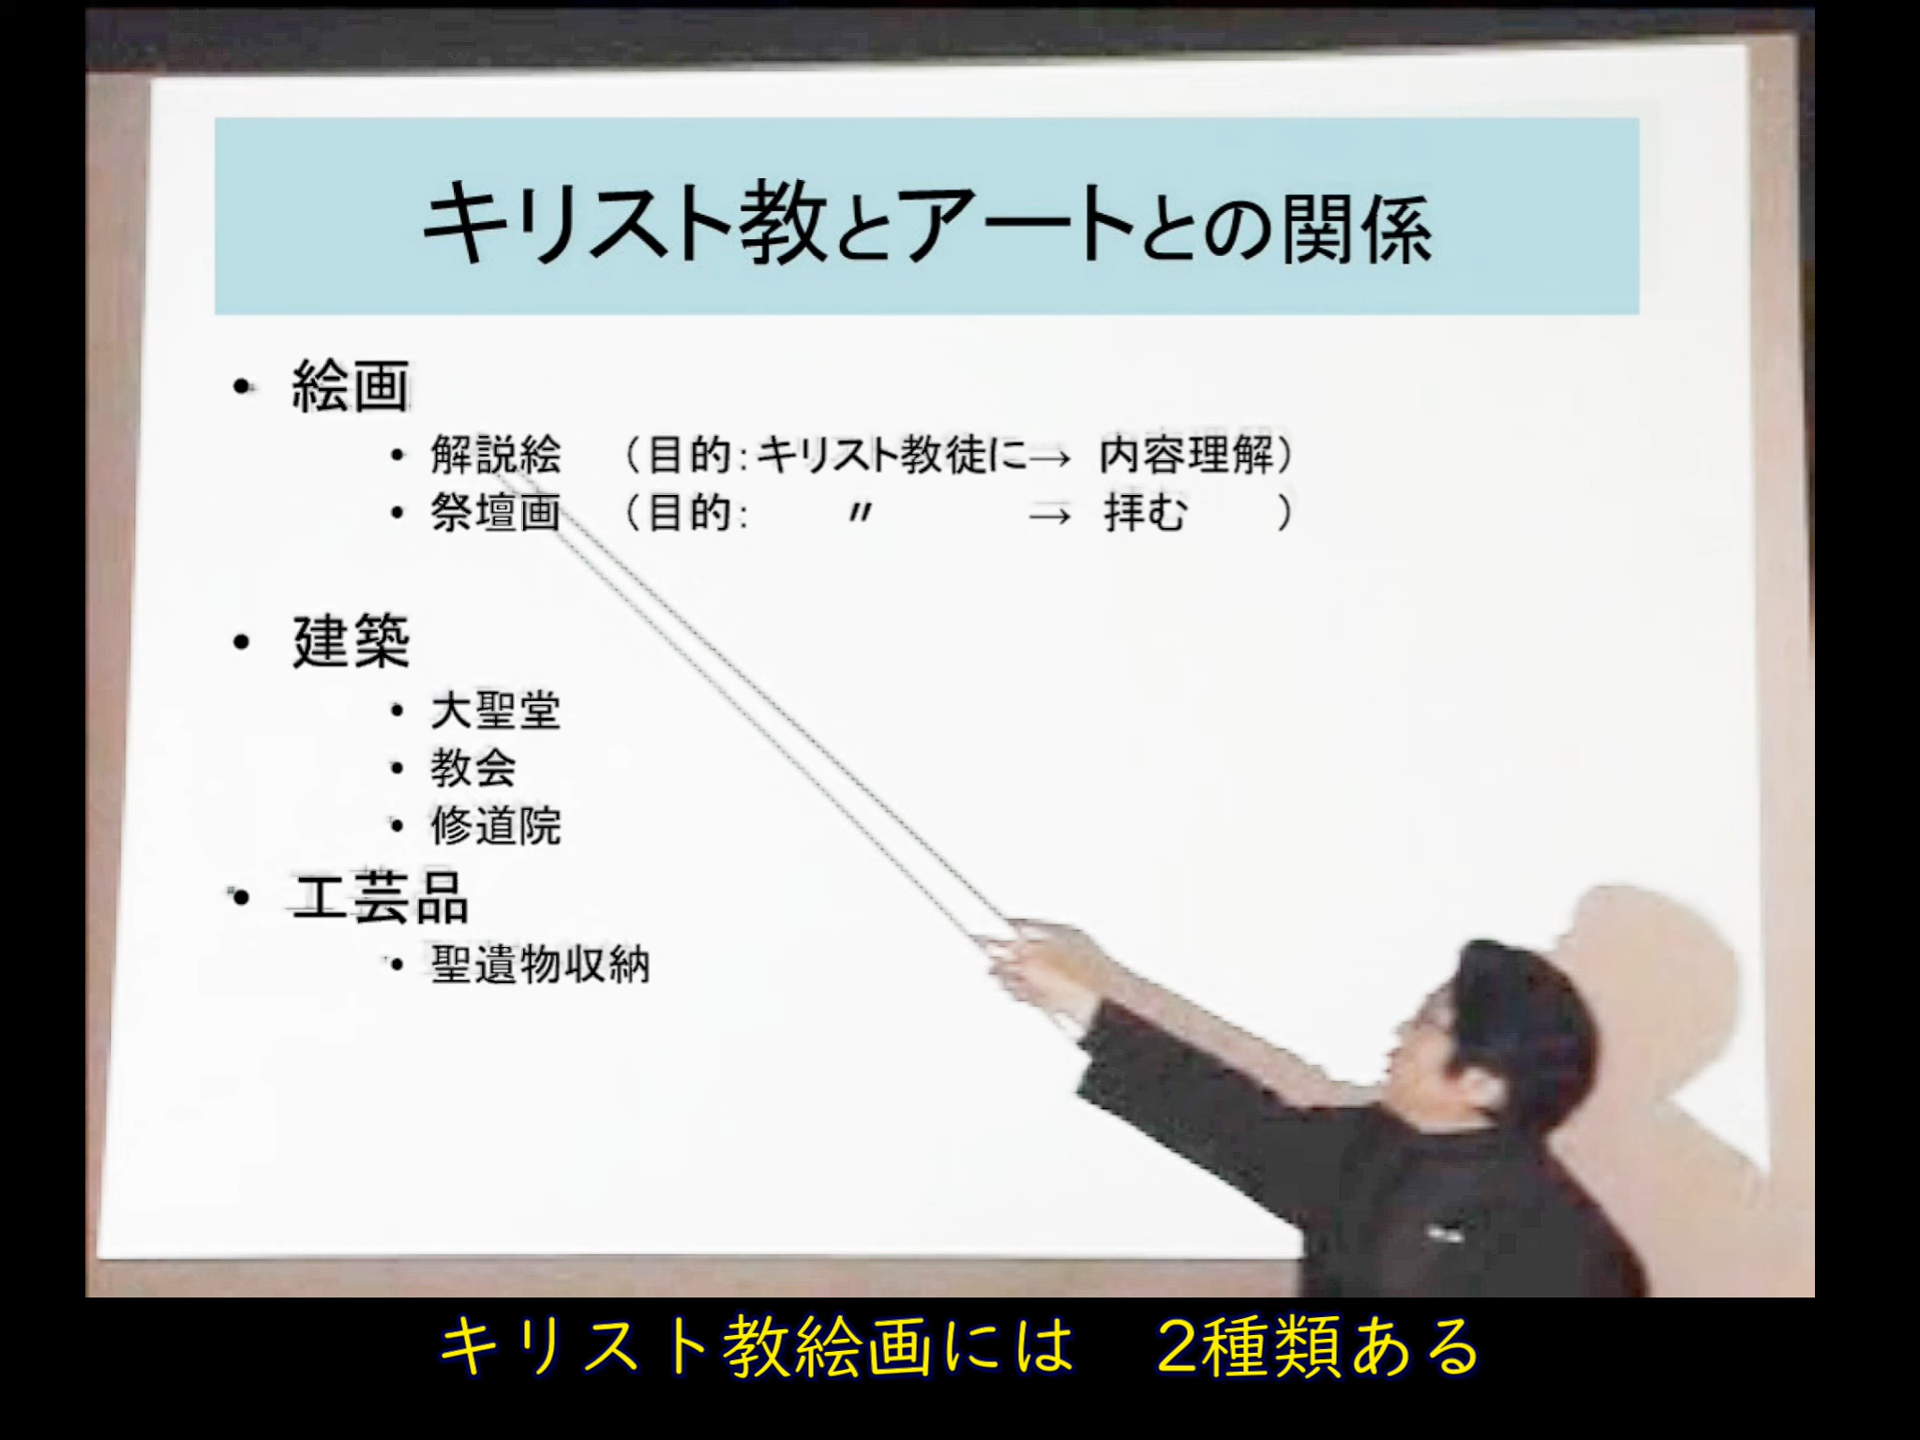 キリスト教とアートとの関係
• 絵画
• 解説絵 （目的：キリスト教徒に→ 内容理解）
• 祭壇画 （目的： 〃 → 拝む ）
• 建築
• 大聖堂
• 教会
• 修道院
• 工芸品
• 聖遺物収納
キリスト教絵画には 2種類ある